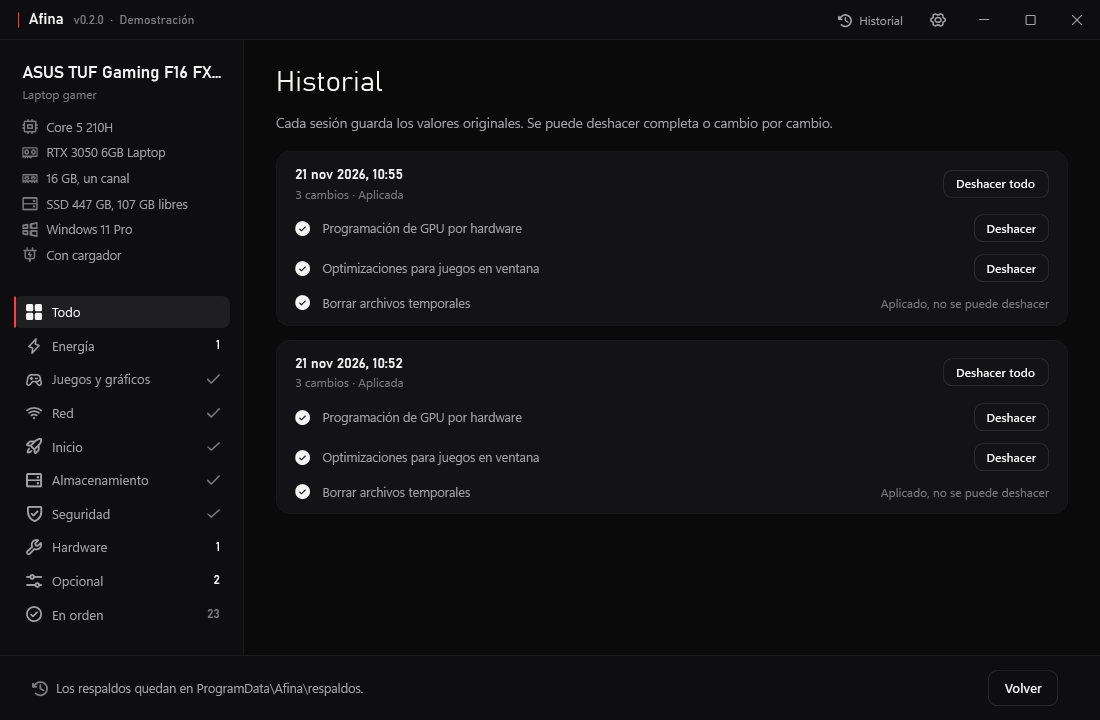 Afina v0.2.0 · Demostración
Historial
ASUS TUF Gaming F16 FX...
Laptop gamer
Core 5 210H
RTX 3050 6GB Laptop
16 GB, un canal
SSD 447 GB, 107 GB libres
Windows 11 Pro
Con cargador
Todo
Energía 1
Juegos y gráficos
Red
Inicio
Almacenamiento
Seguridad
Hardware 1
Opcional 2
En orden 23
Historial
Cada sesión guarda los valores originales. Se puede deshacer completa o cambio por cambio.
21 nov 2026, 10:55
3 cambios · Aplicada
Deshacer todo
Programación de GPU por hardware Deshacer
Optimizaciones para juegos en ventana Deshacer
Borrar archivos temporales Aplicado, no se puede deshacer
21 nov 2026, 10:52
3 cambios · Aplicada
Deshacer todo
Programación de GPU por hardware Deshacer
Optimizaciones para juegos en ventana Deshacer
Borrar archivos temporales Aplicado, no se puede deshacer
Los respaldos quedan en ProgramData\Afina\respaldos.
Volver